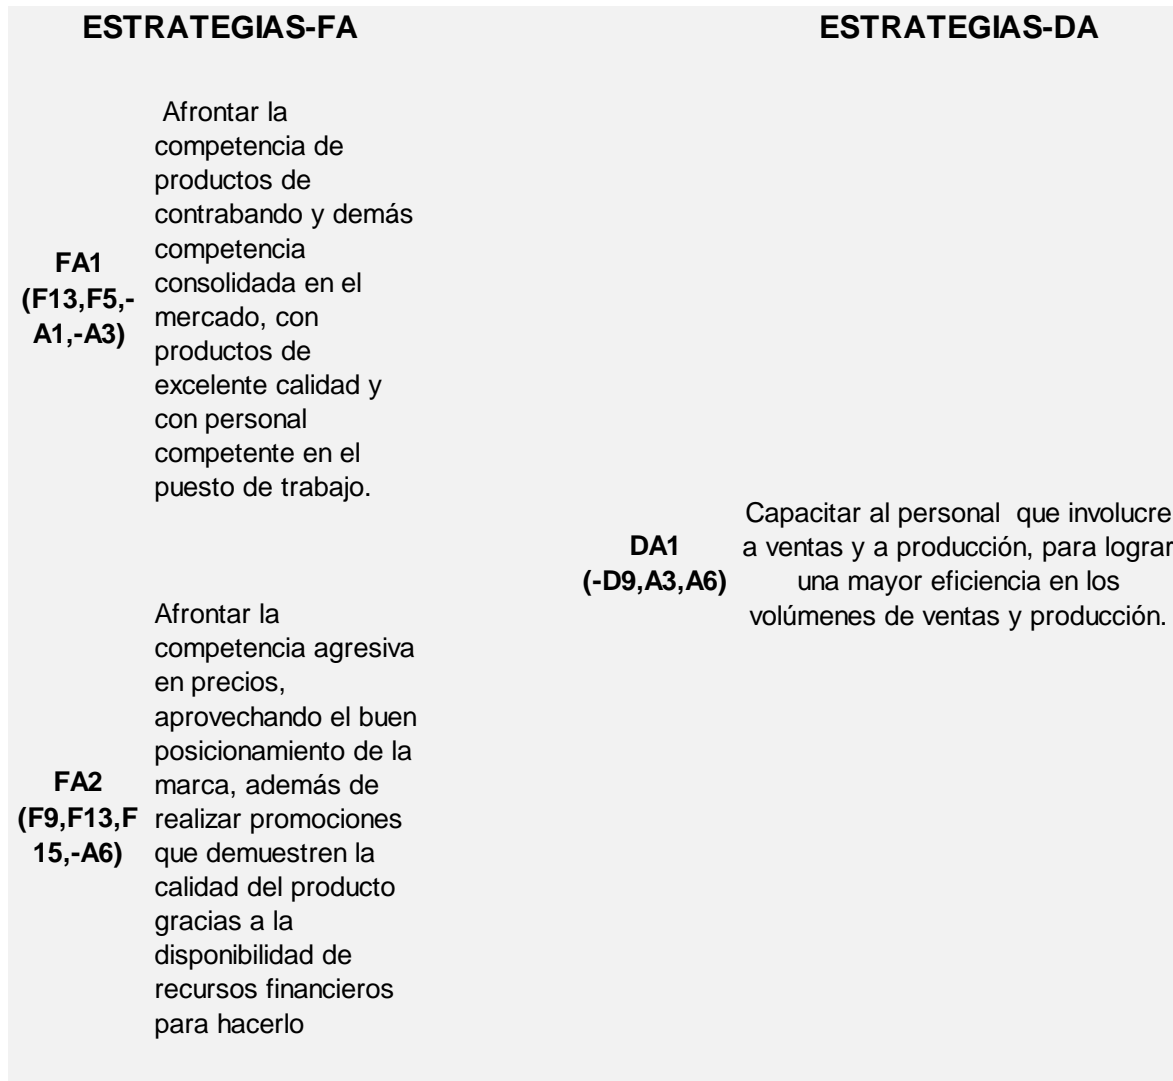 ESTRATEGIAS-FA
FA1
(F13,F5,-
A1,-A3)
Afrontar la
competencia de
productos de
contrabando y demás
competencia
consolidada en el
mercado, con
productos de
excelente calidad y
con personal
competente en el
puesto de trabajo.
FA2
(F9,F13,F
15,-A6)
Afrontar la
competencia agresiva
en precios,
aprovechando el buen
posicionamiento de la
marca, además de
realizar promociones
que demuestren la
calidad del producto
gracias a la
disponibilidad de
recursos financieros
para hacerlo
ESTRATEGIAS-DA
DA1
(-D9,A3,A6)
Capacitar al personal  que involucre
a ventas y a producción, para lograr
una mayor eficiencia en los
volúmenes de ventas y producción.